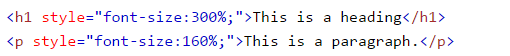 <h1 style="font-size:300%;">This is a heading</h1>
<p style="font-size:160%;">This is a paragraph.</p>